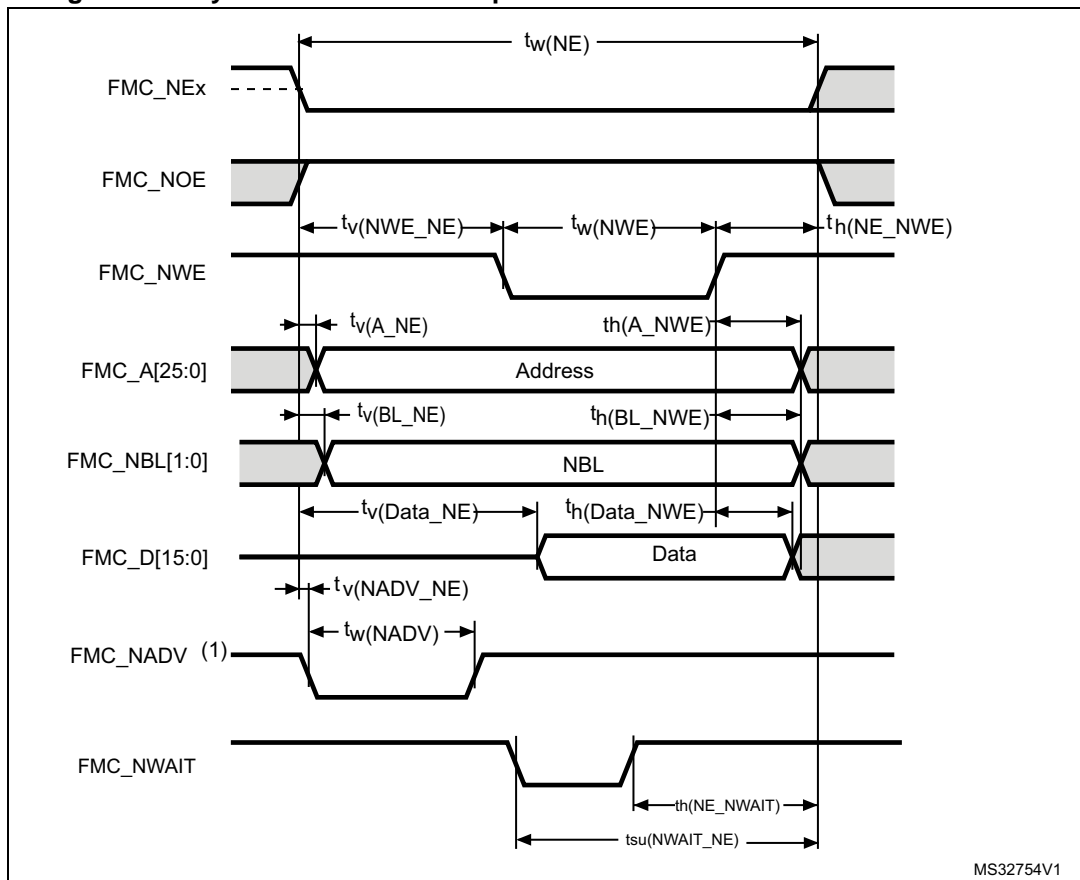 tw(NE)
FMC_NEx
FMC_NOE
tv(NWE_NE) tw(NWE) th(NE_NWE)
FMC_NWE
tv(A_NE) th(A_NWE)
FMC_A[25:0] Address
tv(BL_NE) th(BL_NWE)
FMC_NBL[1:0] NBL
tv(Data_NE) th(Data_NWE)
FMC_D[15:0] Data
tv(NADV_NE)
tw(NADV)
FMC_NADV (1)
FMC_NWAIT
th(NE_NWAIT)
tsu(NWAIT_NE)
MS32754V1